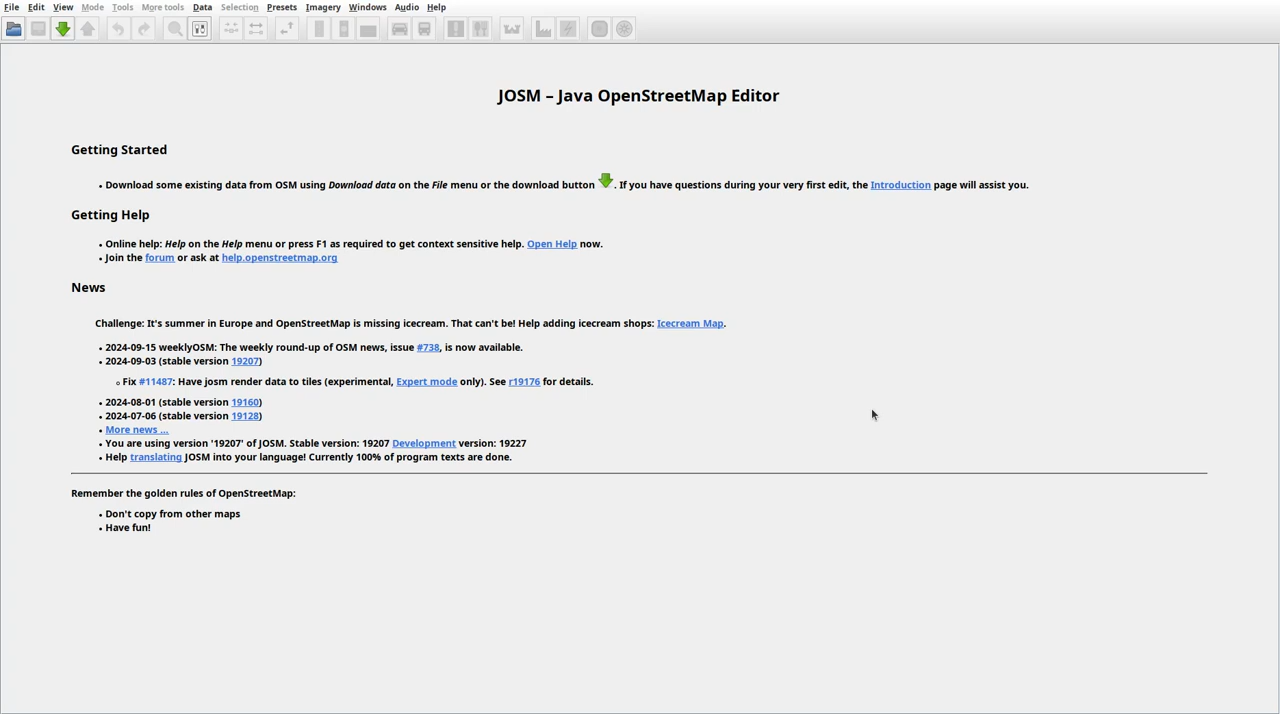 File Edit View Mode Tools More tools Data Selection Presets Imagery Windows Audio Help
JOSM – Java OpenStreetMap Editor
Getting Started
Download some existing data from OSM using Download data on the File menu or the download button . If you have questions during your very first edit, the Introduction page will assist you.
Getting Help
Online help: Help on the Help menu or press F1 as required to get context sensitive help. Open Help now.
Join the forum or ask at help.openstreetmap.org
News
Challenge: It's summer in Europe and OpenStreetMap is missing icecream. That can't be! Help adding icecream shops: Icecream Map.
2024-09-15 weeklyOSM: The weekly round-up of OSM news, issue #738, is now available.
2024-09-03 (stable version 19207)
Fix #11487: Have josm render data to tiles (experimental, Expert mode only). See r19176 for details.
2024-08-01 (stable version 19160)
2024-07-06 (stable version 19128)
More news ...
You are using version '19207' of JOSM. Stable version: 19207 Development version: 19227
Help translating JOSM into your language! Currently 100% of program texts are done.
Remember the golden rules of OpenStreetMap:
Don't copy from other maps
Have fun!